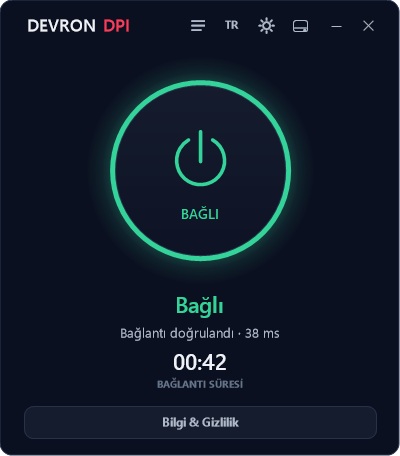 DEVRON DPI TR
BAĞLI
Bağlı
Bağlantı doğrulandı · 38 ms
00:42
BAĞLANTI SÜRESİ
Bilgi & Gizlilik